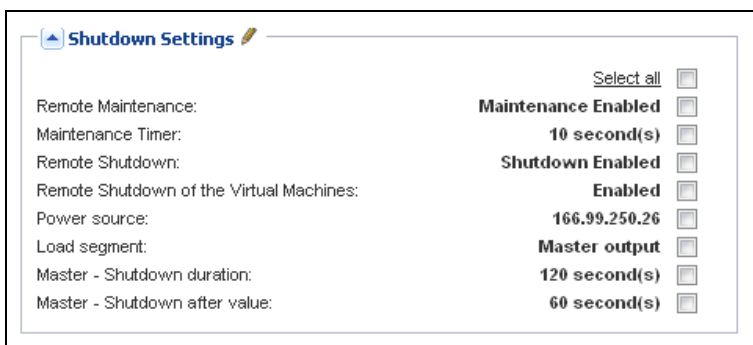 Shutdown Settings
Select all
Remote Maintenance: Maintenance Enabled
Maintenance Timer: 10 second(s)
Remote Shutdown: Shutdown Enabled
Remote Shutdown of the Virtual Machines: Enabled
Power source: 166.99.250.26
Load segment: Master output
Master - Shutdown duration: 120 second(s)
Master - Shutdown after value: 60 second(s)